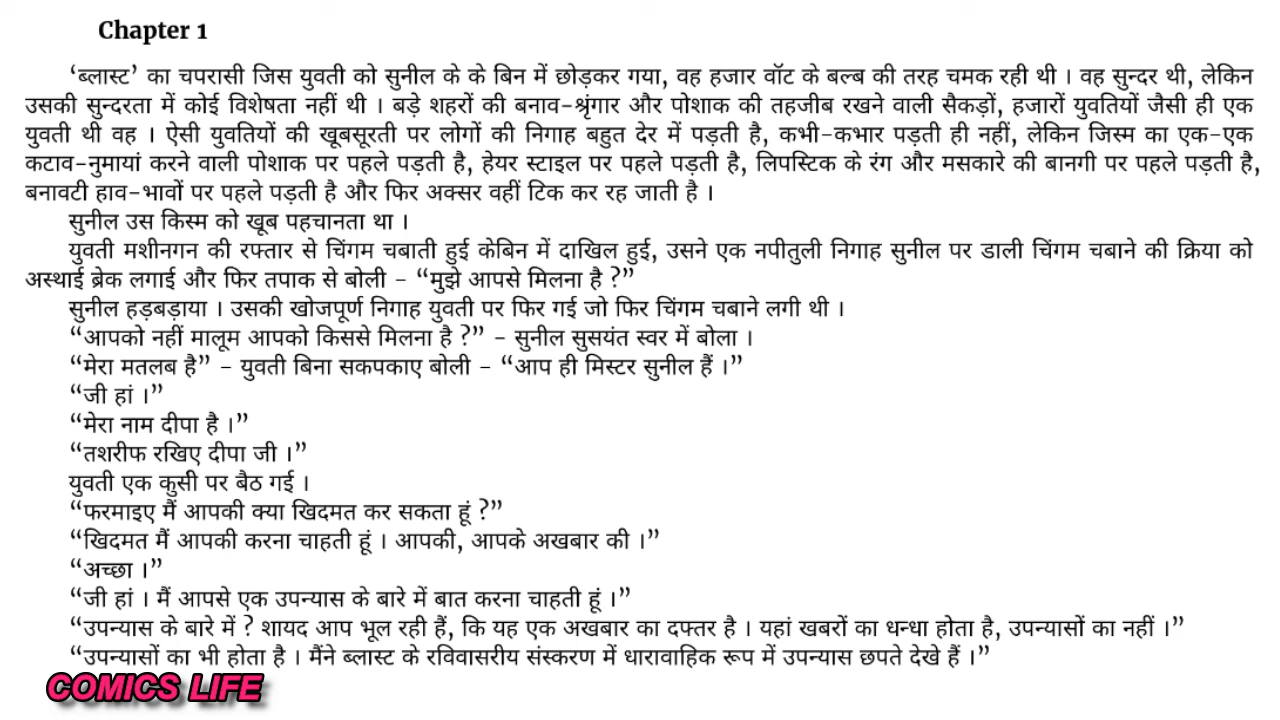 Chapter 1
‘ब्लास्ट’ का चपरासी जिस युवती को सुनील के के बिन में छोड़कर गया, वह हजार वॉट के बल्ब की तरह चमक रही थी । वह सुन्दर थी, लेकिन
उसकी सुन्दरता में कोई विशेषता नहीं थी । बड़े शहरों की बनाव-श्रृंगार और पोशाक की तहजीब रखने वाली सैकड़ों, हजारों युवतियों जैसी ही एक
युवती थी वह । ऐसी युवतियों की खूबसूरती पर लोगों की निगाह बहुत देर में पड़ती है, कभी-कभार पड़ती ही नहीं, लेकिन जिस्म का एक-एक
कटाव-नुमायां करने वाली पोशाक पर पहले पड़ती है, हेयर स्टाइल पर पहले पड़ती है, लिपस्टिक के रंग और मसकारे की बानगी पर पहले पड़ती है,
बनावटी हाव-भावों पर पहले पड़ती है और फिर अक्सर वहीं टिक कर रह जाती है ।
सुनील उस किस्म को खूब पहचानता था ।
युवती मशीनगन की रफ्तार से चिंगम चबाती हुई केबिन में दाखिल हुई, उसने एक नपीतुली निगाह सुनील पर डाली चिंगम चबाने की क्रिया को
अस्थाई ब्रेक लगाई और फिर तपाक से बोली - “मुझे आपसे मिलना है ?”
सुनील हड़बड़ाया । उसकी खोजपूर्ण निगाह युवती पर फिर गई जो फिर चिंगम चबाने लगी थी ।
“आपको नहीं मालूम आपको किससे मिलना है ?” - सुनील सुसयंत स्वर में बोला ।
“मेरा मतलब है” - युवती बिना सकपकाए बोली - “आप ही मिस्टर सुनील हैं ।”
“जी हां ।”
“मेरा नाम दीपा है ।”
“तशरीफ रखिए दीपा जी ।”
युवती एक कुसी पर बैठ गई ।
“फरमाइए मैं आपकी क्या खिदमत कर सकता हूं ?”
“खिदमत मैं आपकी करना चाहती हूं । आपकी, आपके अखबार की ।”
“अच्छा ।”
“जी हां । मैं आपसे एक उपन्यास के बारे में बात करना चाहती हूं ।”
“उपन्यास के बारे में ? शायद आप भूल रही हैं, कि यह एक अखबार का दफ्तर है । यहां खबरों का धन्धा होता है, उपन्यासों का नहीं ।”
“उपन्यासों का भी होता है । मैंने ब्लास्ट के रविवासरीय संस्करण में धारावाहिक रूप में उपन्यास छपते देखे हैं ।”
COMICS LIFE